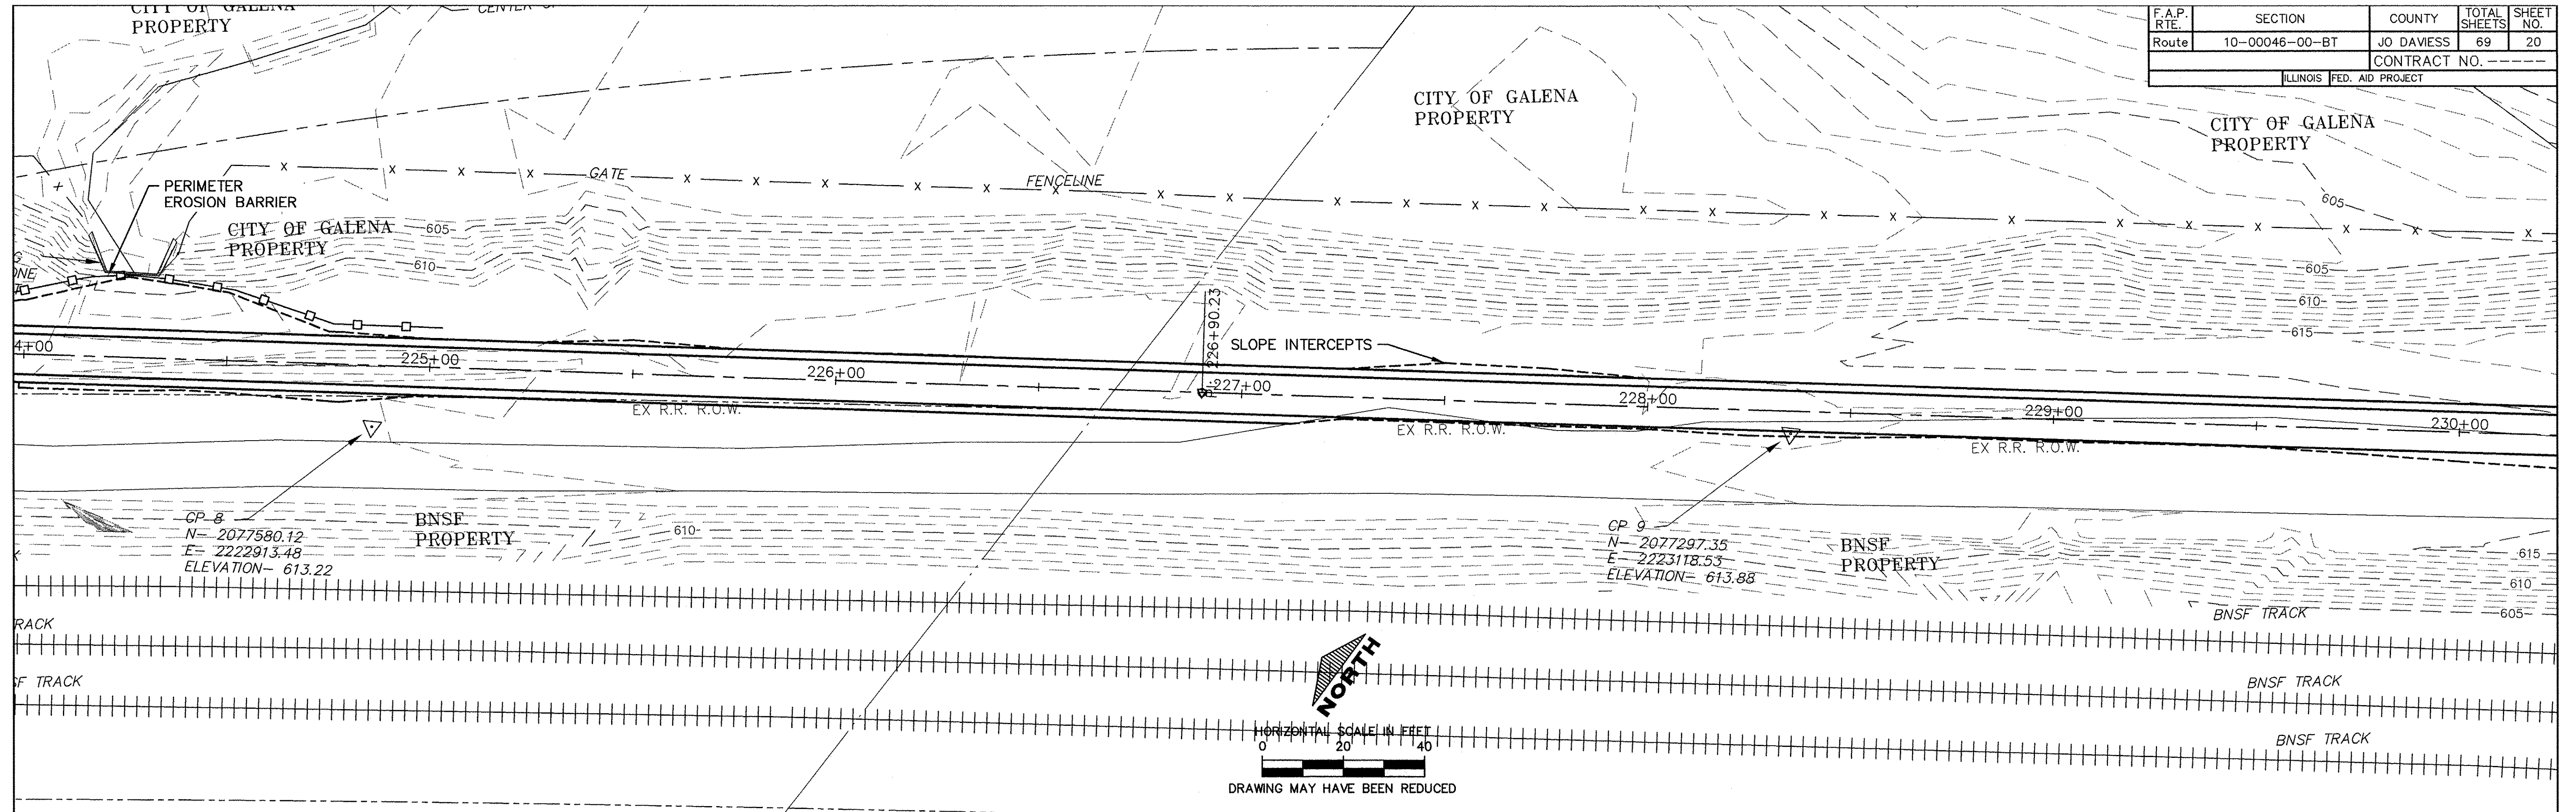 CITY OF GALENA
PROPERTY
CENTER
F.A.P. RTE. SECTION COUNTY TOTAL SHEETS SHEET NO.
Route 10-00046-00-BT JO DAVIESS 69 20
CONTRACT NO. -----
ILLINOIS FED. AID PROJECT
CITY OF GALENA
PROPERTY
CITY OF GALENA
PROPERTY
GATE
FENCELINE
PERIMETER
EROSION BARRIER
CITY OF GALENA
PROPERTY
605
610
605
605
610
615
4+00
225+00
226+00
226+90.23
227+00
228+00
229+00
230+00
SLOPE INTERCEPTS
EX R.R. R.O.W.
EX R.R. R.O.W.
EX R.R. R.O.W.
CP 8
N- 2077580.12
E- 2222913.48
ELEVATION- 613.22
BNSF
PROPERTY
610
CP 9
N- 2077297.35
E- 2223118.53
ELEVATION- 613.88
BNSF
PROPERTY
615
610
605
RACK
BNSF TRACK
SF TRACK
BNSF TRACK
BNSF TRACK
NORTH
HORIZONTAL SCALE IN FEET
0 20 40
DRAWING MAY HAVE BEEN REDUCED